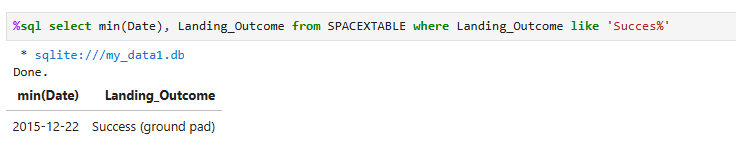 %sql select min(Date), Landing_Outcome from SPACEXTABLE where Landing_Outcome like 'Succes%'
* sqlite:///my_data1.db
Done.
min(Date) Landing_Outcome
2015-12-22 Success (ground pad)